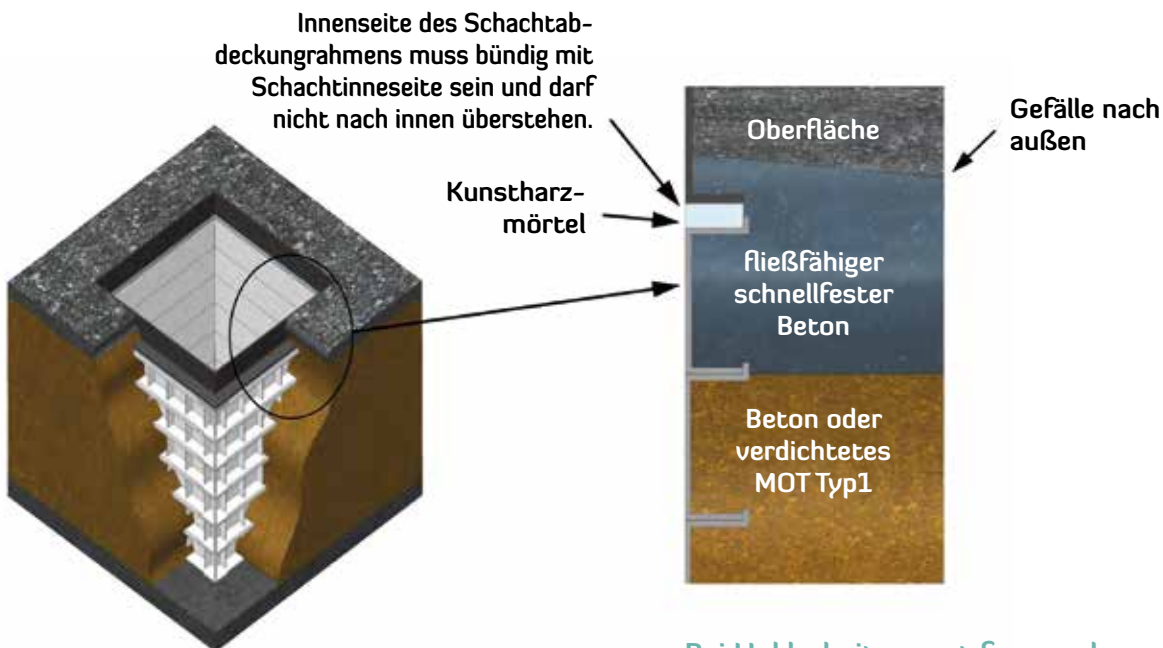 Innenseite des Schachtab-
deckungrahmens muss bündig mit
Schachtinneseite sein und darf
nicht nach innen überstehen.
Kunstharz-
mörtel
Oberfläche
Gefälle nach
außen
fließfähiger
schnellfester
Beton
Beton oder
verdichtetes
MOT Typ1